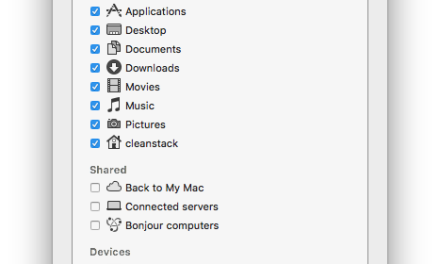 Applications
Desktop
Documents
Downloads
Movies
Music
Pictures
cleanstack
Shared
Back to My Mac
Connected servers
Bonjour computers
Devices